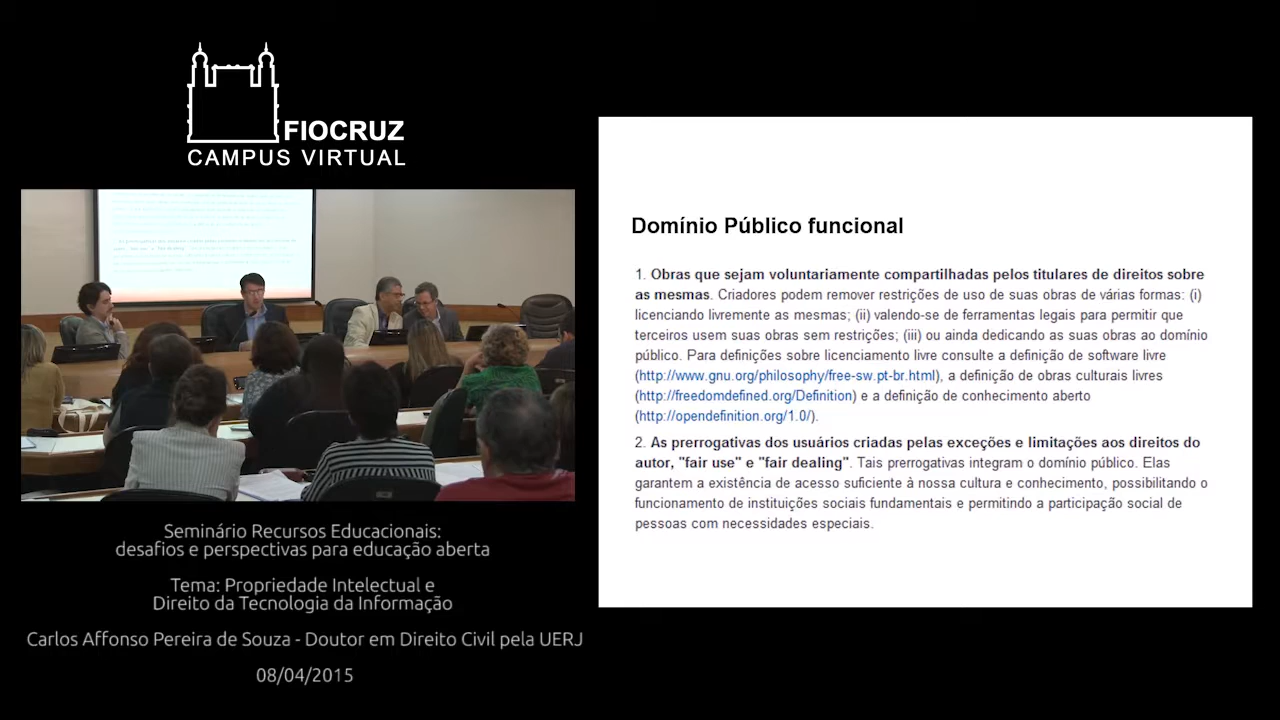 FIOCRUZ
CAMPUS VIRTUAL
Seminário Recursos Educacionais:
desafios e perspectivas para educação aberta
Tema: Propriedade Intelectual e
Direito da Tecnologia da Informação
Carlos Affonso Pereira de Souza - Doutor em Direito Civil pela UERJ
08/04/2015
Domínio Público funcional
1. Obras que sejam voluntariamente compartilhadas pelos titulares de direitos sobre
as mesmas. Criadores podem remover restrições de uso de suas obras de várias formas: (i)
licenciando livremente as mesmas; (ii) valendo-se de ferramentas legais para permitir que
terceiros usem suas obras sem restrições; (iii) ou ainda dedicando as suas obras ao domínio
público. Para definições sobre licenciamento livre consulte a definição de software livre
(http://www.gnu.org/philosophy/free-sw.pt-br.html), a definição de obras culturais livres
(http://freedomdefined.org/Definition) e a definição de conhecimento aberto
(http://opendefinition.org/1.0/).
2. As prerrogativas dos usuários criadas pelas exceções e limitações aos direitos do
autor, "fair use" e "fair dealing". Tais prerrogativas integram o domínio público. Elas
garantem a existência de acesso suficiente à nossa cultura e conhecimento, possibilitando o
funcionamento de instituições sociais fundamentais e permitindo a participação social de
pessoas com necessidades especiais.